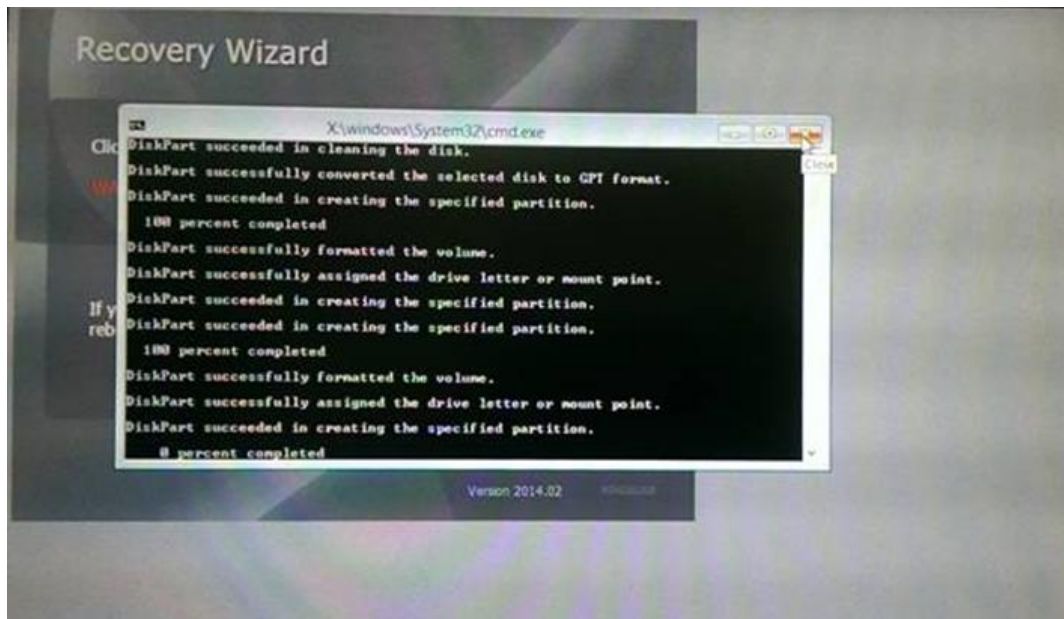 Recovery Wizard
X:\windows\System32\cmd.exe
Clic
DiskPart succeeded in cleaning the disk.
Close
DiskPart successfully converted the selected disk to GPT format.
WA
DiskPart succeeded in creating the specified partition.
100 percent completed
DiskPart successfully formatted the volume.
DiskPart successfully assigned the drive letter or mount point.
If y
DiskPart succeeded in creating the specified partition.
reb
DiskPart succeeded in creating the specified partition.
100 percent completed
DiskPart successfully formatted the volume.
DiskPart successfully assigned the drive letter or mount point.
DiskPart succeeded in creating the specified partition.
0 percent completed
Version 2014.02